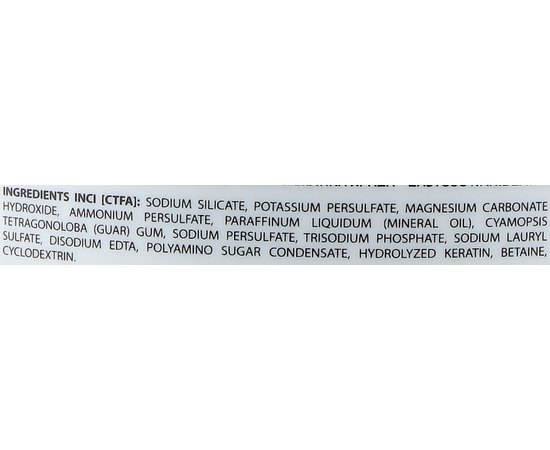 INGREDIENTS INCI [CTFA]: SODIUM SILICATE, POTASSIUM PERSULFATE, MAGNESIUM CARBONATE
HYDROXIDE, AMMONIUM PERSULFATE, PARAFFINUM LIQUIDUM (MINERAL OIL), CYAMOPSIS
TETRAGONOLOBA (GUAR) GUM, SODIUM PERSULFATE, TRISODIUM PHOSPHATE, SODIUM LAURYL
SULFATE, DISODIUM EDTA, POLYAMINO SUGAR CONDENSATE, HYDROLYZED KERATIN, BETAINE,
CYCLODEXTRIN.